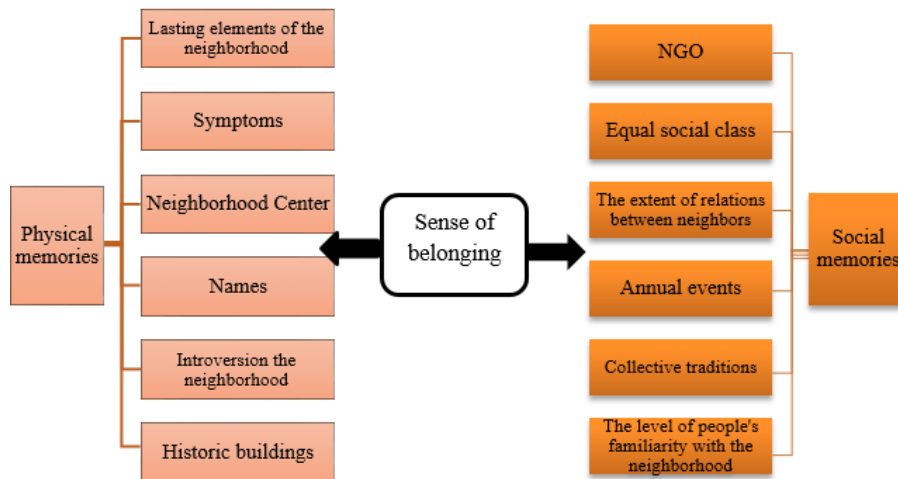 Physical
memories
Lasting elements of the
neighborhood
Symptoms
Neighborhood Center
Names
Introversion the
neighborhood
Historic buildings
Sense of
belonging
NGO
Equal social class
The extent of relations
between neighbors
Annual events
Collective traditions
The level of people's
familiarity with the
neighborhood
Social
memories